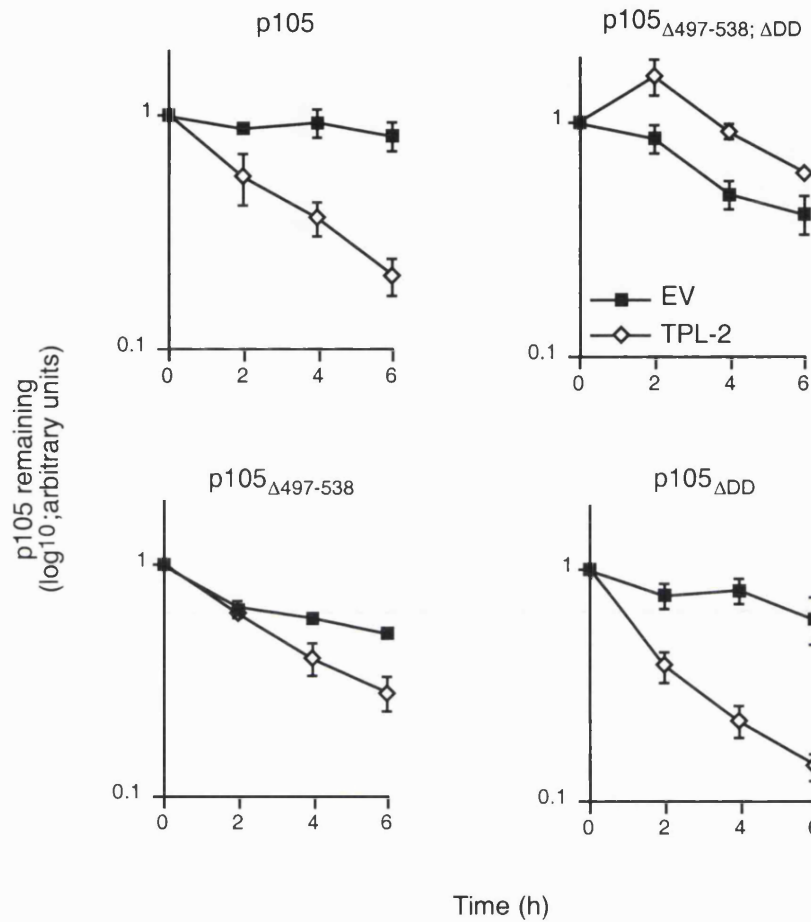 p105
1
0.1
0 2 4 6
p105Δ497-538; ΔDD
1
EV
TPL-2
0.1
0 2 4 6
p105 remaining
(log10;arbitrary units)
p105Δ497-538
1
0.1
0 2 4 6
p105ΔDD
1
0.1
0 2 4 6
Time (h)